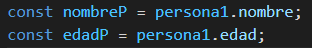 const nombreP = persona1.nombre;
const edadP = persona1.edad;